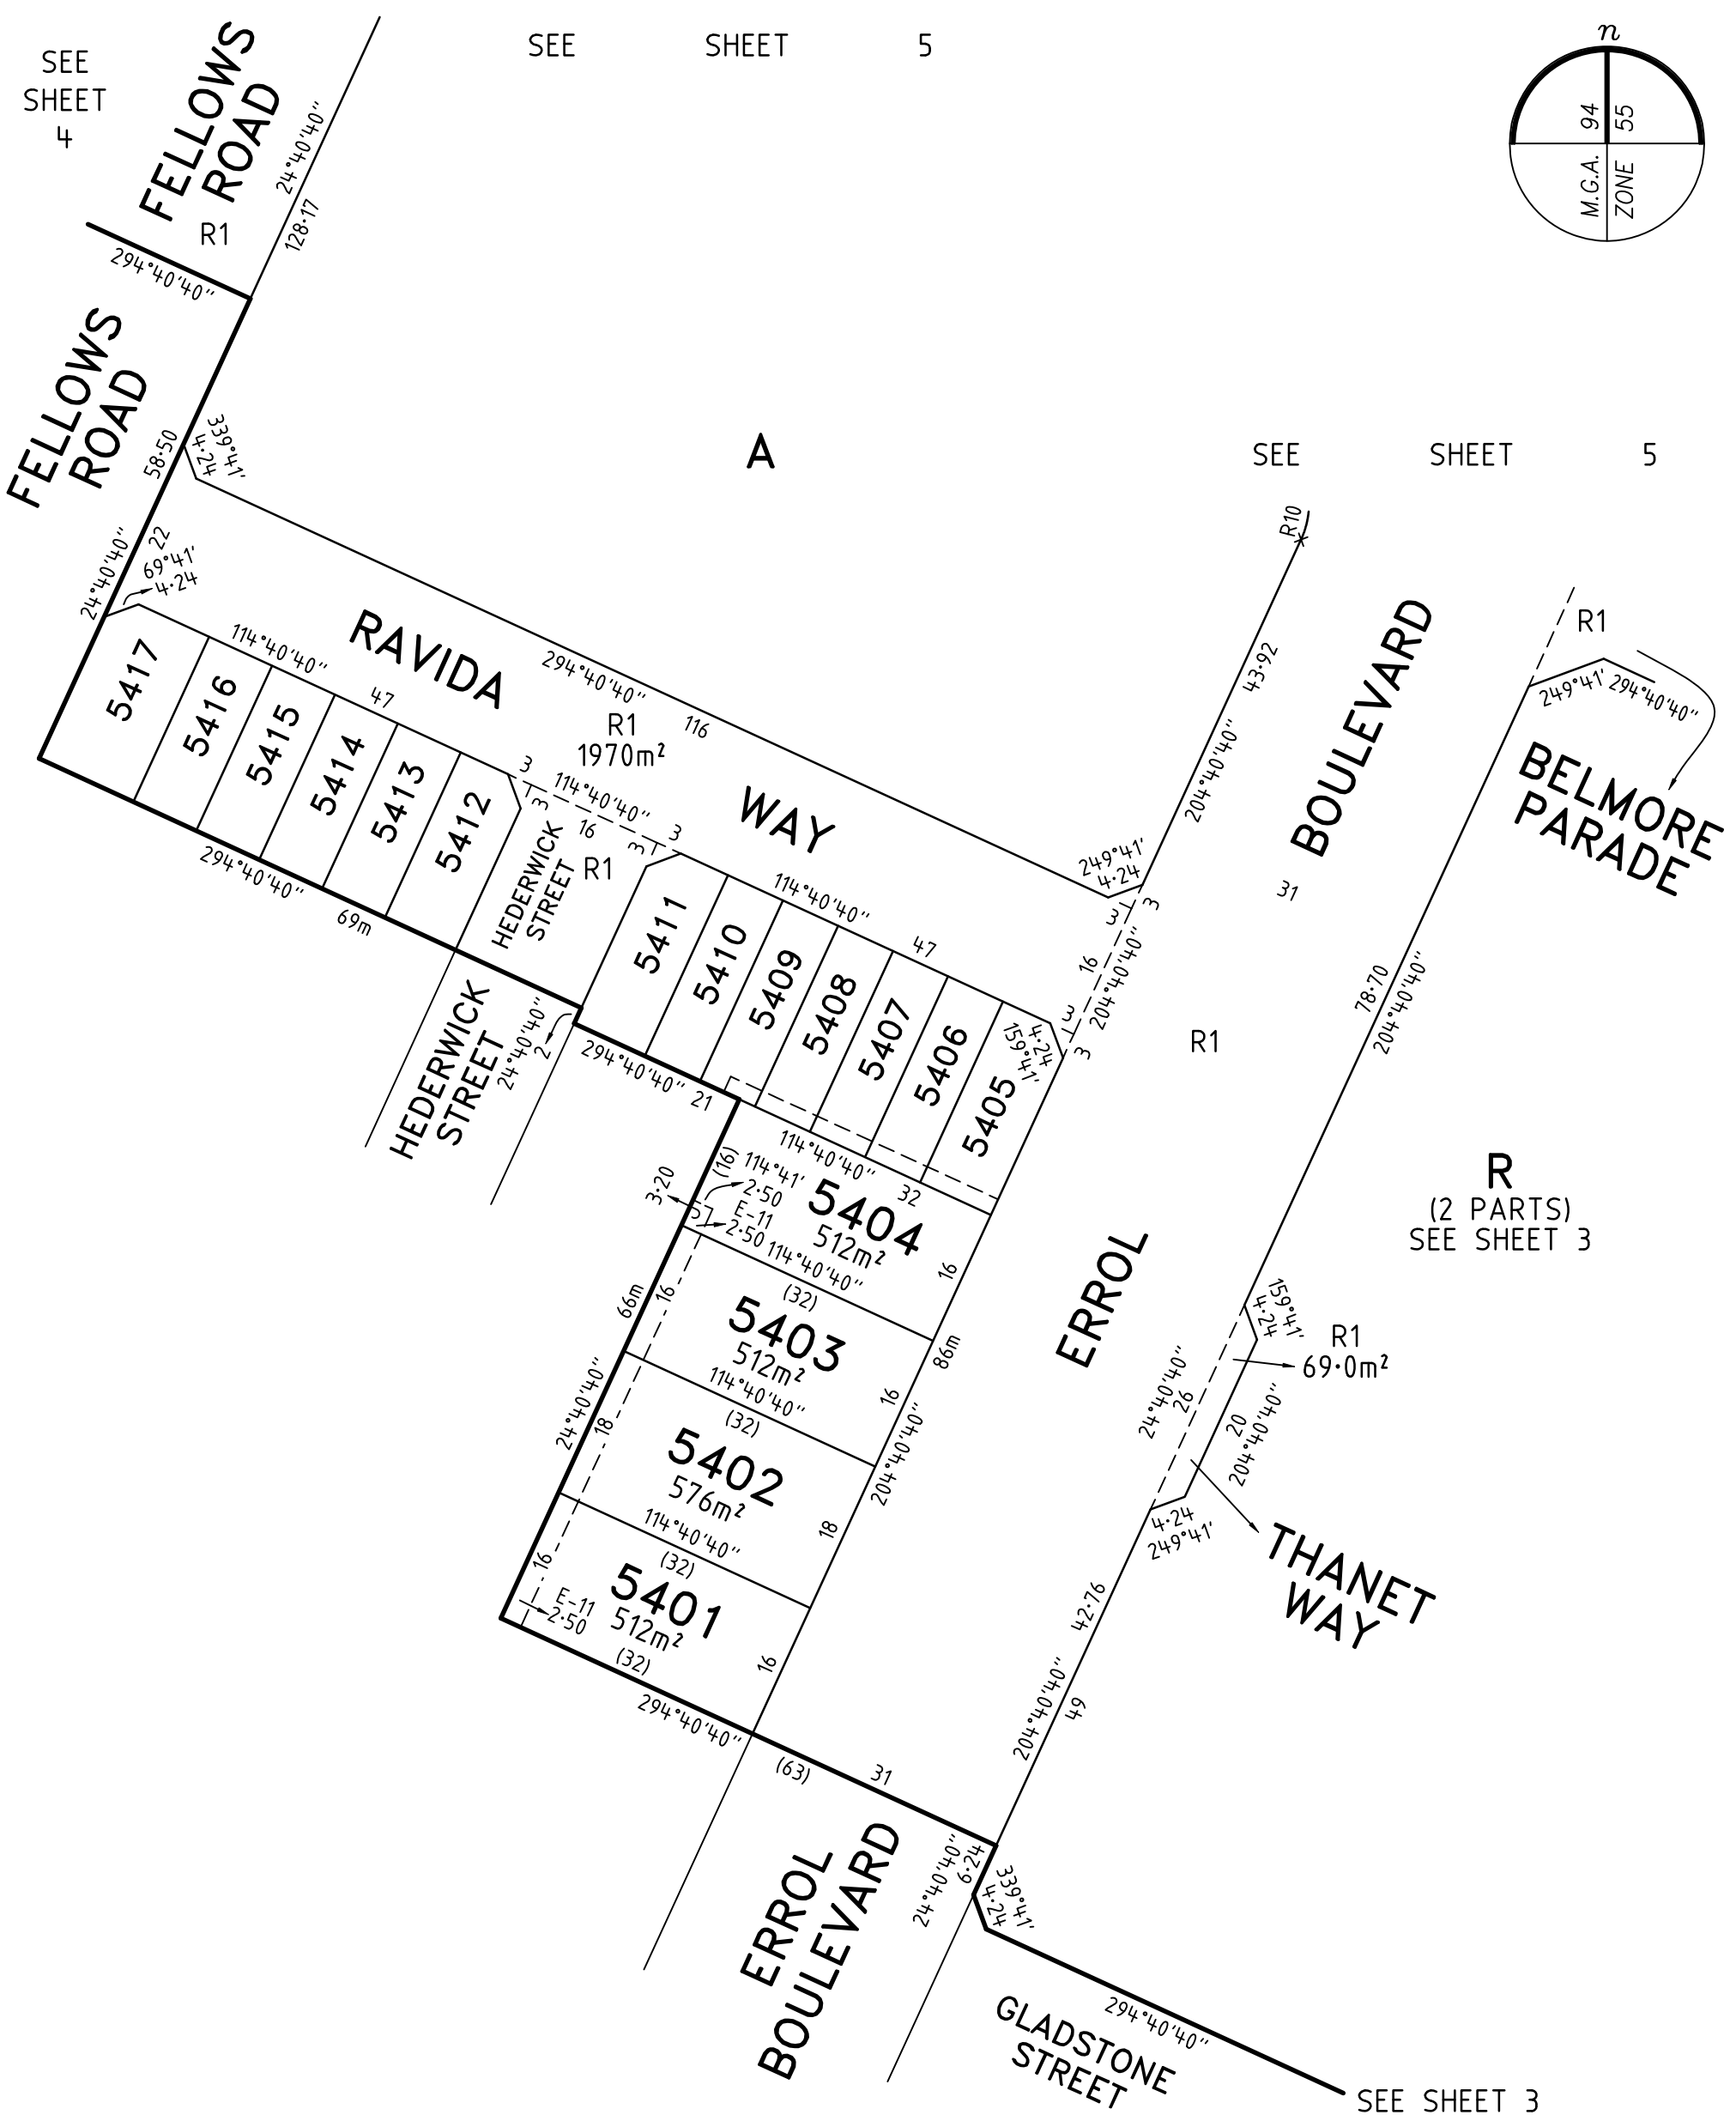 SEE SHEET 4
FELLOWS ROAD
R1
24°40'40"
128·17
SEE SHEET 5
n
M.G.A. 94
ZONE 55
294°40'40"
FELLOWS ROAD
58·50
339°41'
4·24
24°40'40"
22
69°41'
4·24
A
SEE SHEET 5
R10
RAVIDA WAY
294°40'40"
116
R1
1970m²
114°40'40"
47
5417
5416
5415
5414
5413
5412
294°40'40"
69m
3
3
114°40'40"
16
3
3
R1
HEDERWICK STREET
HEDERWICK STREET
24°40'40"
2
294°40'40"
21
114°40'40"
47
5411
5410
5409
5408
5407
5406
5405
4·24
159°41'
249°41'
4·24
3
3
16
204°40'40"
3
3
43·92
204°40'40"
BOULEVARD
31
R1
ERROL
R1
249°41'
294°40'40"
BELMORE PARADE
78·70
204°40'40"
R
(2 PARTS)
SEE SHEET 3
114°40'40"
32
(16)
114°41'
2·50
3·20
5
E-11
2·50
5404
512m²
16
114°40'40"
(32)
66m
16
5403
512m²
16
86m
114°40'40"
(32)
24°40'40"
18
5402
576m²
18
204°40'40"
114°40'40"
(32)
16
E-11
2·50
5401
512m²
16
(32)
294°40'40"
(63)
31
159°41'
4·24
R1
69·0m²
24°40'40"
26
20
204°40'40"
4·24
249°41'
THANET WAY
42·76
204°40'40"
49
ERROL BOULEVARD
24°40'40"
6·24
339°41'
4·24
294°40'40"
GLADSTONE STREET
SEE SHEET 3